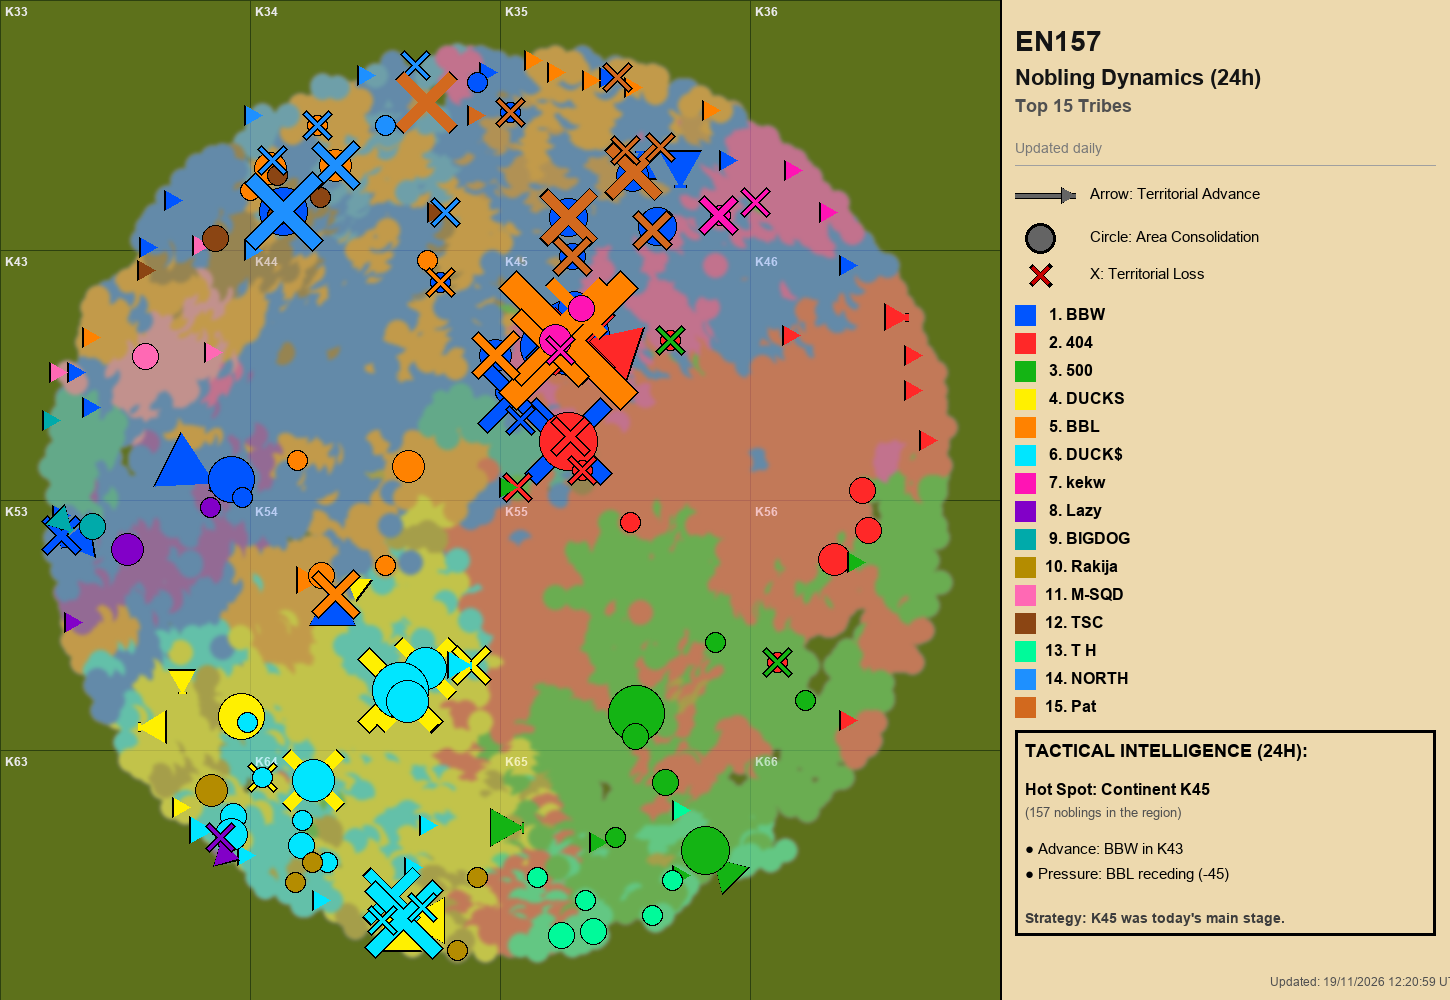 K33
K34
K35
K36
K43
K44
K45
K46
K53
K54
K55
K56
K63
K64
K65
K66
EN157
Nobling Dynamics (24h)
Top 15 Tribes
Updated daily
Arrow: Territorial Advance
Circle: Area Consolidation
X: Territorial Loss
1. BBW
2. 404
3. 500
4. DUCKS
5. BBL
6. DUCK$
7. kekw
8. Lazy
9. BIGDOG
10. Rakija
11. M-SQD
12. TSC
13. T H
14. NORTH
15. Pat
TACTICAL INTELLIGENCE (24H):
Hot Spot: Continent K45
(157 noblings in the region)
● Advance: BBW in K43
● Pressure: BBL receding (-45)
Strategy: K45 was today's main stage.
Updated: 19/11/2026 12:20:59 U